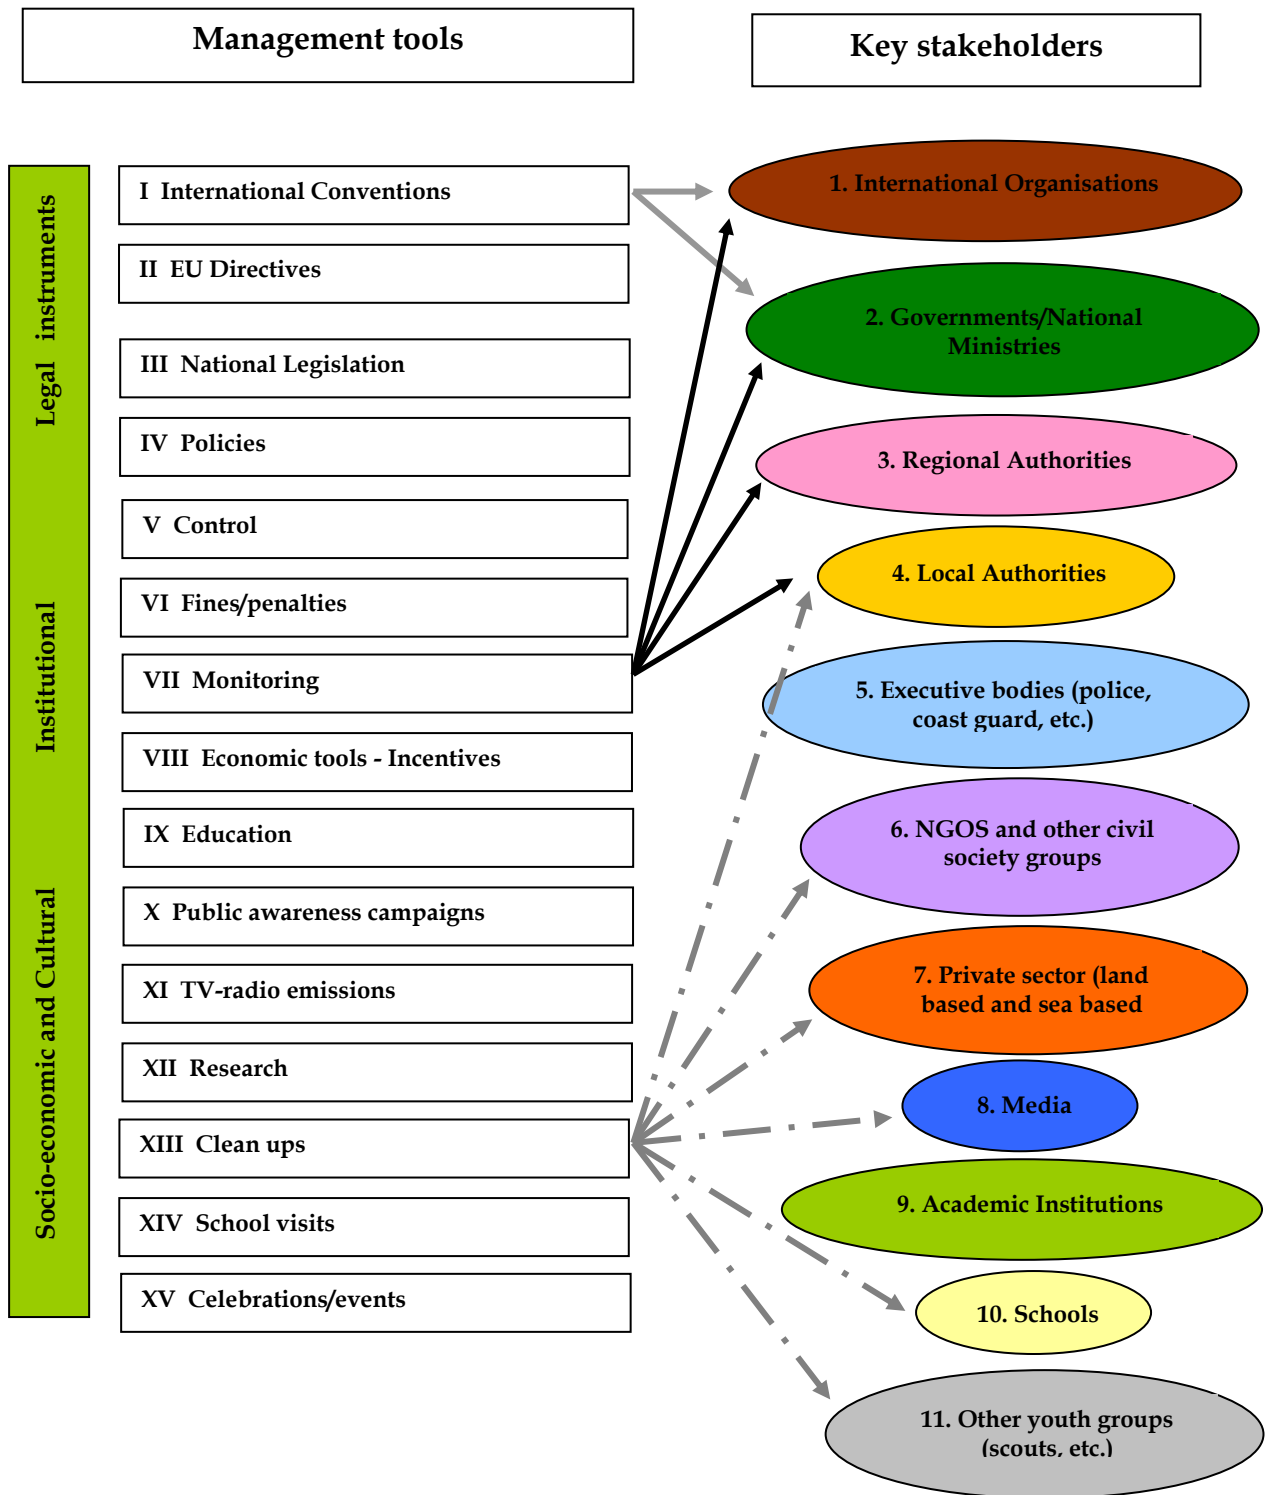 Management tools
Key stakeholders
Legal instruments
Institutional
Socio-economic and Cultural
I International Conventions
II EU Directives
III National Legislation
IV Policies
V Control
VI Fines/penalties
VII Monitoring
VIII Economic tools - Incentives
IX Education
X Public awareness campaigns
XI TV-radio emissions
XII Research
XIII Clean ups
XIV School visits
XV Celebrations/events
1. International Organisations
2. Governments/National
Ministries
3. Regional Authorities
4. Local Authorities
5. Executive bodies (police,
coast guard, etc.)
6. NGOS and other civil
society groups
7. Private sector (land
based and sea based
8. Media
9. Academic Institutions
10. Schools
11. Other youth groups
(scouts, etc.)